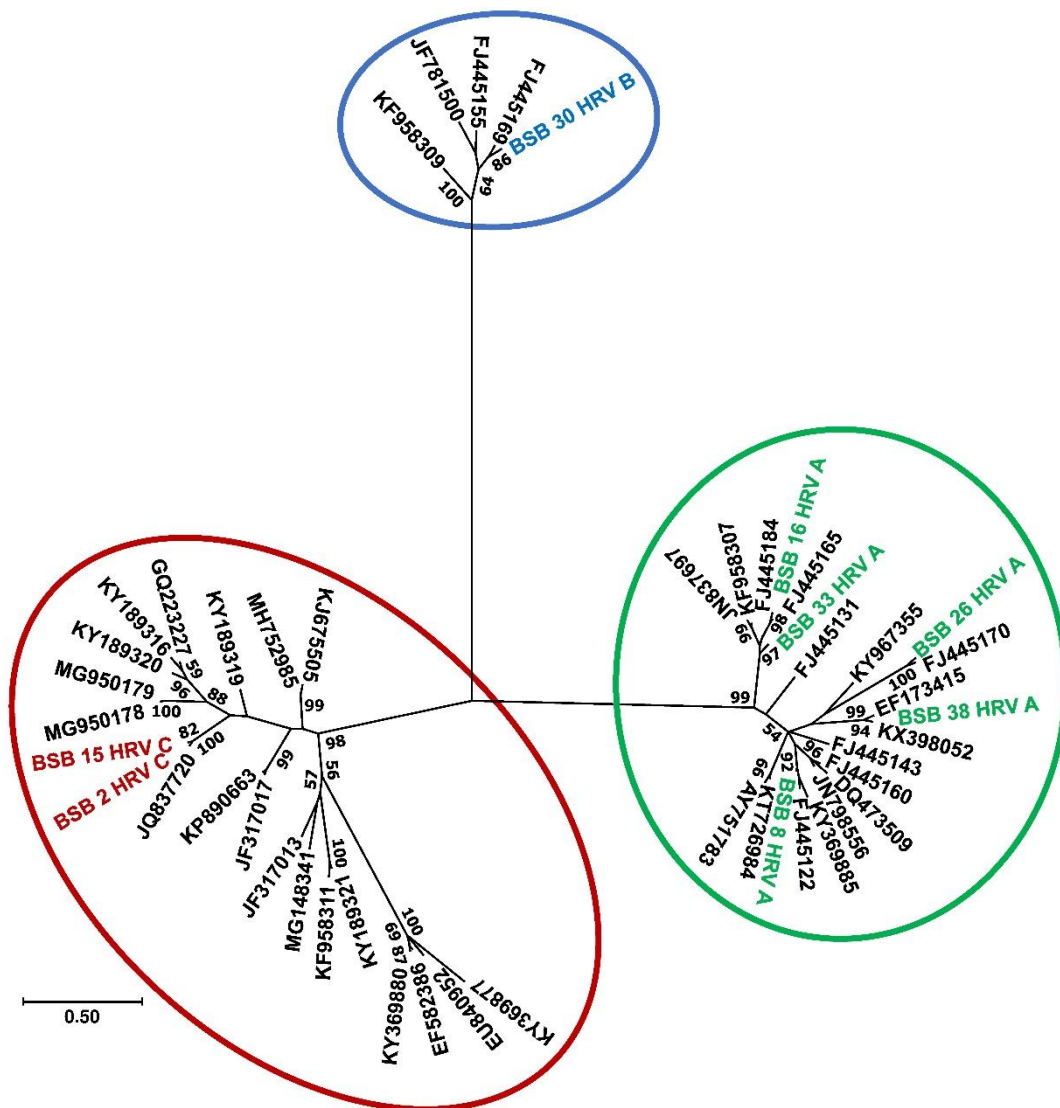 JF781500
FJ445155
FJ445169
BSB 30 HRV B
KF958309
86
64
100
JN837697
KF958307
FJ445184
BSB 16 HRV A
FJ445165
BSB 33 HRV A
FJ445131
KY967355
BSB 26 HRV A
FJ445170
EF173415
BSB 38 HRV A
KX398052
FJ445143
FJ445160
DQ473509
JN798556
KY369885
FJ445122
BSB 8 HRV A
KT726984
AY751783
99
98
97
99
100
99
94
54
96
92
66
GQ223227
KY189316
KY189320
MG950179
MG950178
BSB 15 HRV C
BSB 2 HRV C
JQ837720
KY189319
MH752985
KJ675505
KP890663
JF317017
JF317013
MG148341
KF958311
KY189321
KY369880
EF582386
EU840952
KY369877
59
88
96
100
82
100
99
99
98
56
57
100
100
69
87
0.50